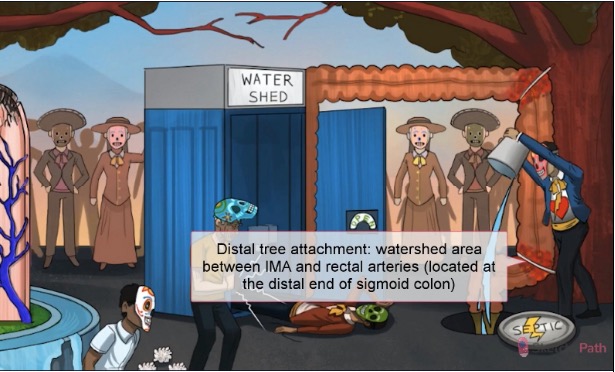 WATER
SHED
Distal tree attachment: watershed area
between IMA and rectal arteries (located at
the distal end of sigmoid colon)
SEPTIC
Path